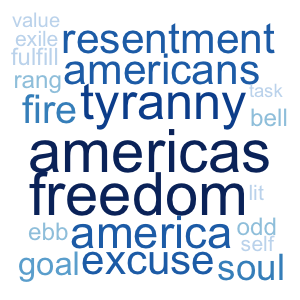 value
exile resentment
fulfill americans
rang tyranny task
fire bell
americas
freedom lit
ebb america odd
self
goal excuse soul